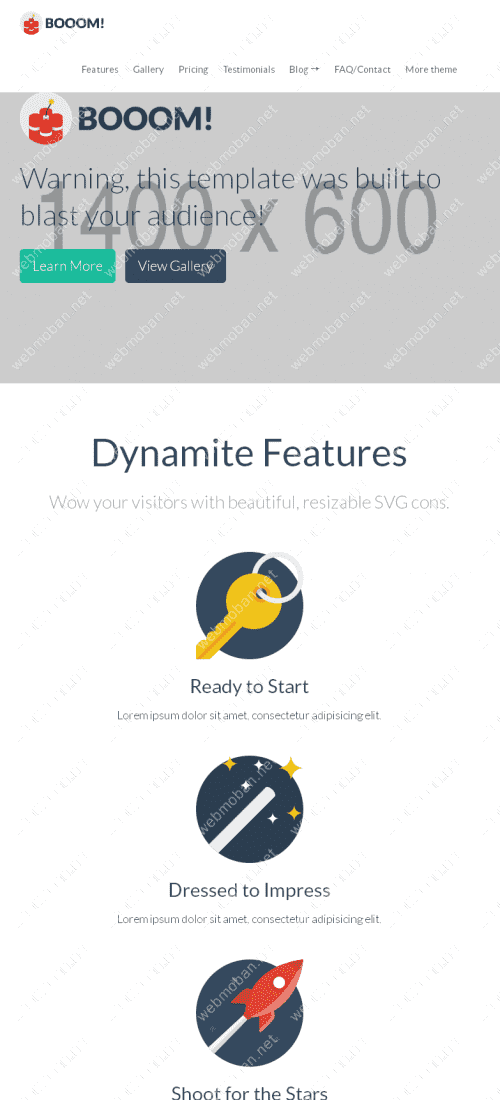 BOOOM!
Features Gallery Pricing Testimonials Blog → FAQ/Contact More theme
BOOOM!
Warning, this template was built to
blast your audience!
1400 x 600
Learn More View Gallery
Dynamite Features
Wow your visitors with beautiful, resizable SVG cons.
Ready to Start
Lorem ipsum dolor sit amet, consectetur adipisicing elit.
Dressed to Impress
Lorem ipsum dolor sit amet, consectetur adipisicing elit.
Shoot for the Stars
webmoban.net